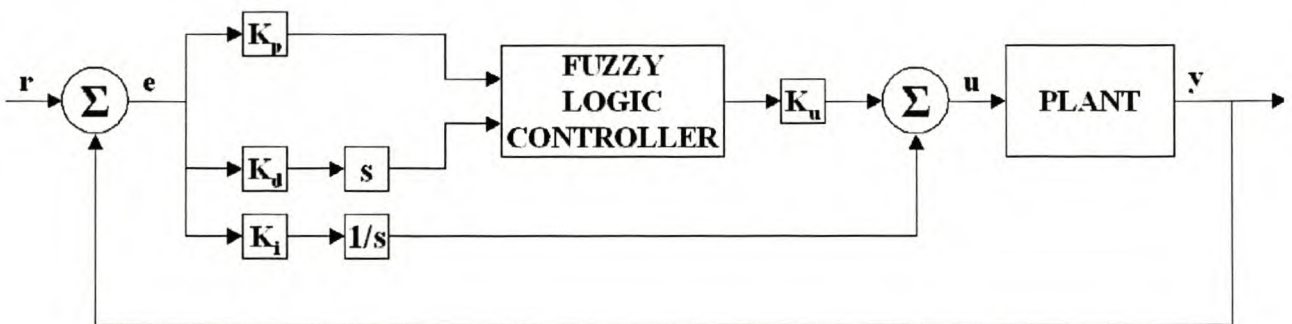 K_p
r
Σ
e
FUZZY
LOGIC
CONTROLLER
K_u
Σ
u
PLANT
y
K_d
s
K_i
1/s